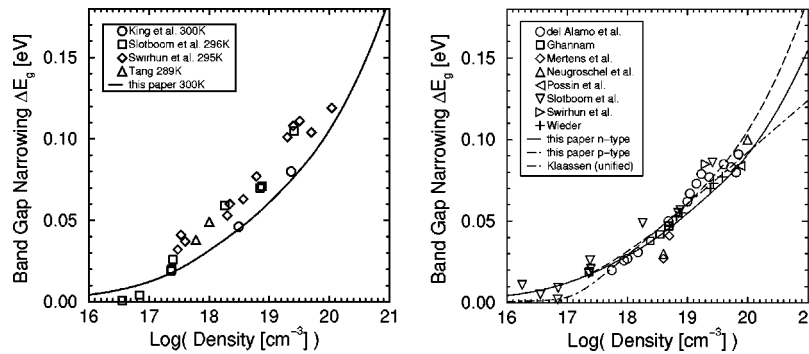 Band Gap Narrowing ΔE_g [eV]
0.15
0.10
0.05
0.00
King et al. 300K
Slotboom et al. 296K
Swirhun et al. 295K
Tang 289K
this paper 300K
16 17 18 19 20 21
Log( Density [cm⁻³] )
Band Gap Narrowing ΔE_g [eV]
0.15
0.10
0.05
0.00
del Alamo et al.
Ghannam
Mertens et al.
Neugroschel et al.
Possin et al.
Slotboom et al.
Swirhun et al.
Wieder
this paper n−type
this paper p−type
Klaassen (unified)
16 17 18 19 20 2
Log( Density [cm⁻³] )